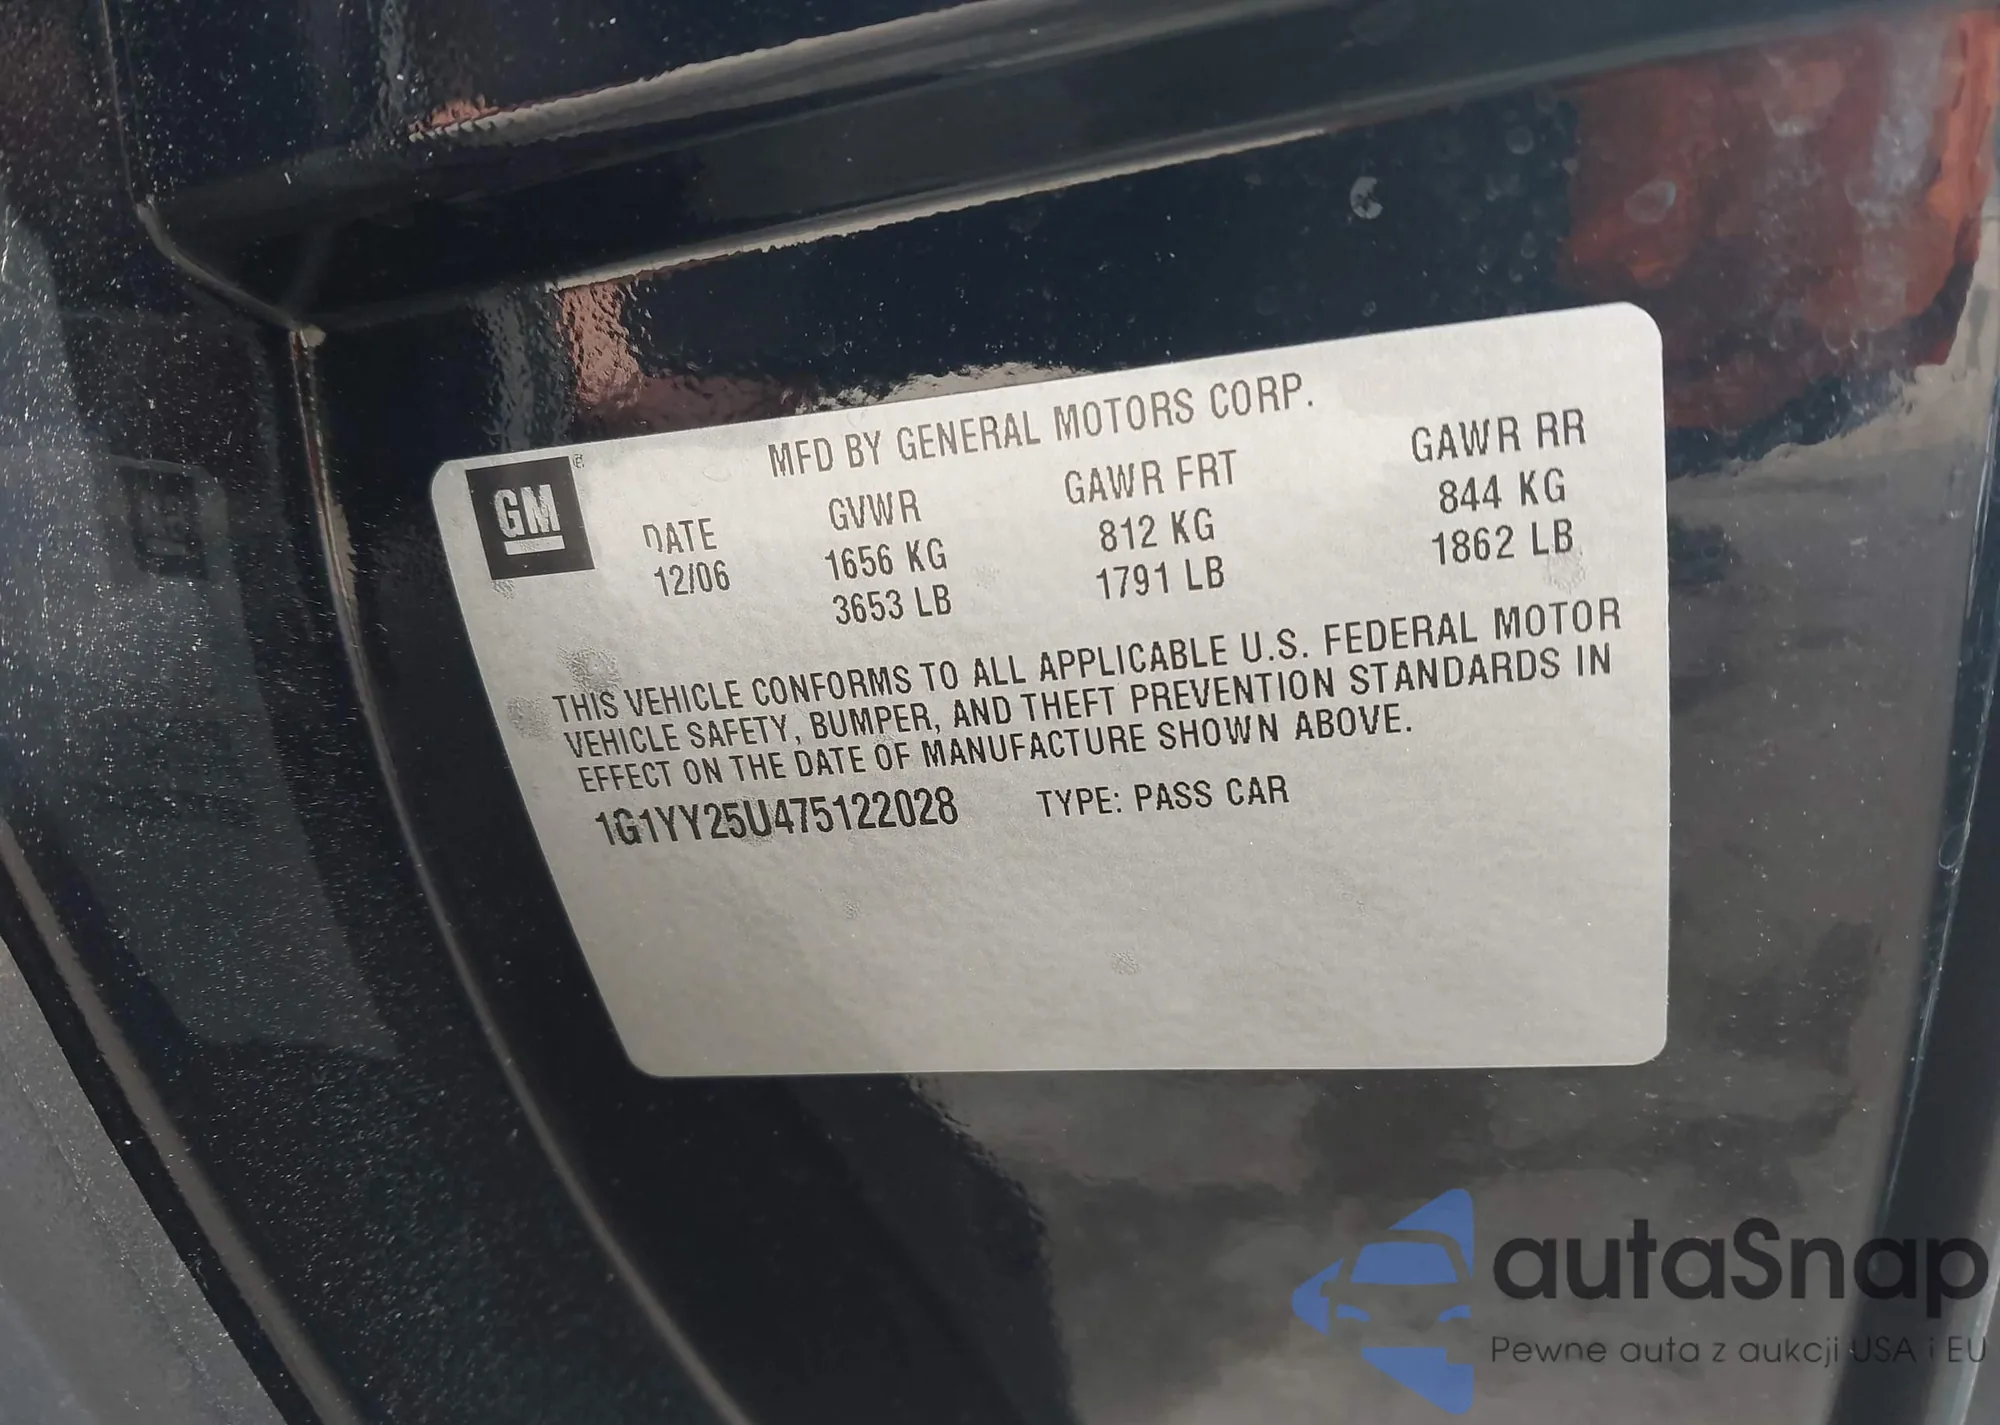 MFD BY GENERAL MOTORS CORP.
GM
DATE GVWR GAWR FRT GAWR RR
12/06 1656 KG 812 KG 844 KG
3653 LB 1791 LB 1862 LB
THIS VEHICLE CONFORMS TO ALL APPLICABLE U.S. FEDERAL MOTOR
VEHICLE SAFETY, BUMPER, AND THEFT PREVENTION STANDARDS IN
EFFECT ON THE DATE OF MANUFACTURE SHOWN ABOVE.
1G1YY25U475122028 TYPE: PASS CAR
autaSnap
Pewne auta z aukcji USA i EU